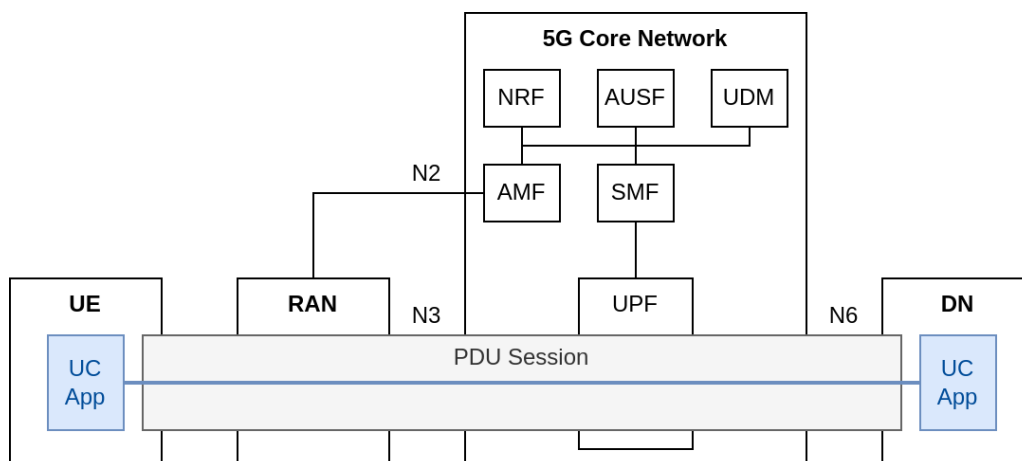 5G Core Network
NRF
AUSF
UDM
N2
AMF
SMF
UE
RAN
N3
UPF
N6
DN
PDU Session
UC
App
UC
App